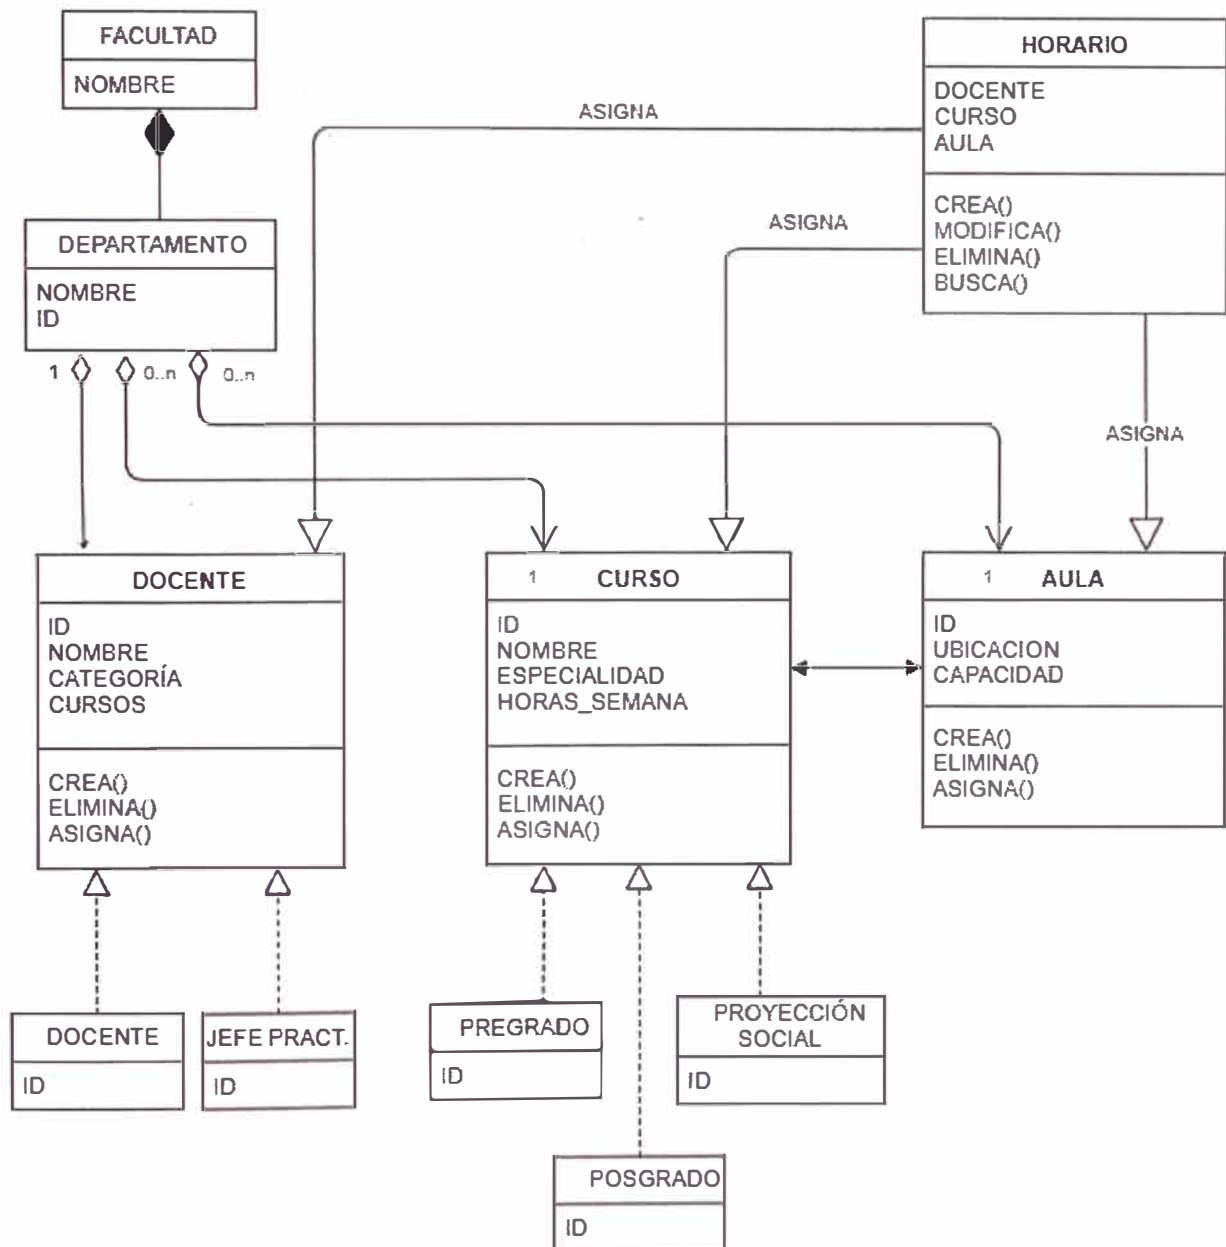 FACULTAD
NOMBRE
HORARIO
DOCENTE
CURSO
AULA
CREA()
MODIFICA()
ELIMINA()
BUSCA()
ASIGNA
ASIGNA
ASIGNA
DEPARTAMENTO
NOMBRE
ID
1
0..n
0..n
DOCENTE
ID
NOMBRE
CATEGORÍA
CURSOS
CREA()
ELIMINA()
ASIGNA()
1 CURSO
ID
NOMBRE
ESPECIALIDAD
HORAS_SEMANA
CREA()
ELIMINA()
ASIGNA()
1 AULA
ID
UBICACION
CAPACIDAD
CREA()
ELIMINA()
ASIGNA()
DOCENTE
ID
JEFE PRACT.
ID
PREGRADO
ID
PROYECCIÓN
SOCIAL
ID
POSGRADO
ID